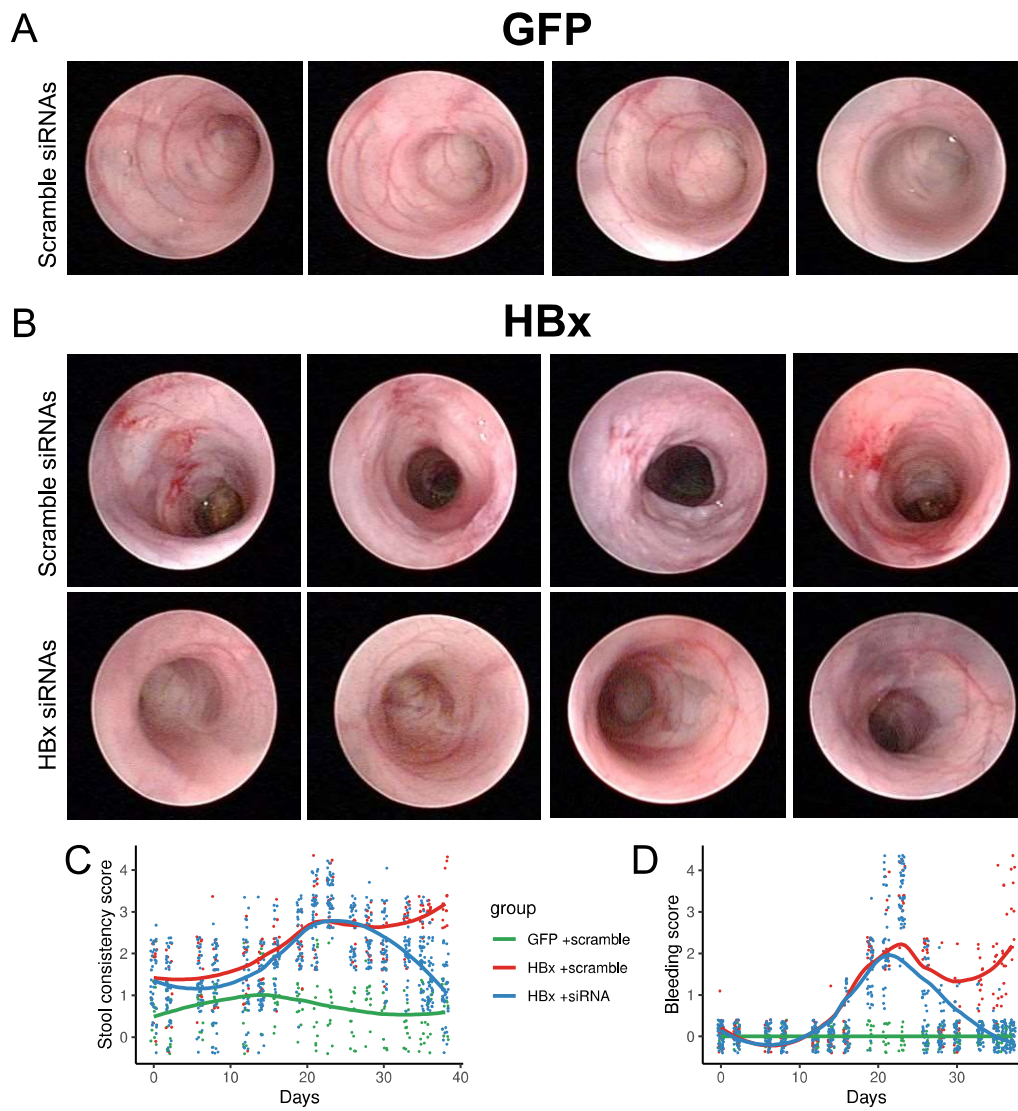 A
GFP
Scramble siRNAs
B
HBx
Scramble siRNAs
HBx siRNAs
C
Stool consistency score
4
3
2
1
0
0
10
20
30
40
Days
group
GFP +scramble
HBx +scramble
HBx +siRNA
D
Bleeding score
4
3
2
1
0
0
10
20
30
Days